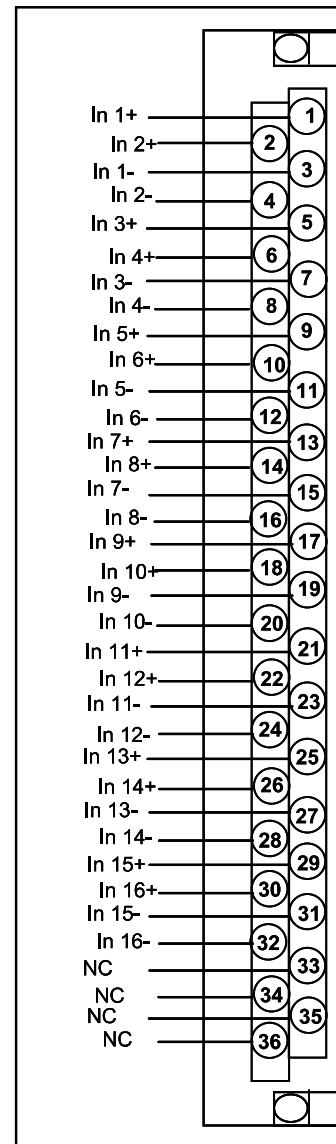 In 1+ 1
In 2+ 2
In 1- 3
In 2- 4
In 3+ 5
In 4+ 6
In 3- 7
In 4- 8
In 5+ 9
In 6+ 10
In 5- 11
In 6- 12
In 7+ 13
In 8+ 14
In 7- 15
In 8- 16
In 9+ 17
In 10+ 18
In 9- 19
In 10- 20
In 11+ 21
In 12+ 22
In 11- 23
In 12- 24
In 13+ 25
In 14+ 26
In 13- 27
In 14- 28
In 15+ 29
In 16+ 30
In 15- 31
In 16- 32
NC 33
NC 34
NC 35
NC 36